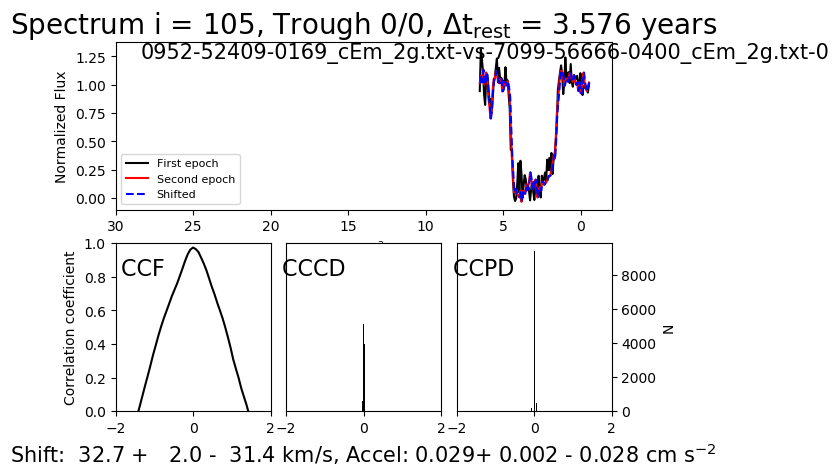 Spectrum i = 105, Trough 0/0, Δt_rest = 3.576 years
0952-52409-0169_cEm_2g.txt-vs-7099-56666-0400_cEm_2g.txt-0
Normalized Flux
1.25
1.00
0.75
0.50
0.25
0.00
First epoch
Second epoch
Shifted
30 25 20 15 10 5 0
Correlation coefficient
1.0
0.8
0.6
0.4
0.2
0.0
CCF
CCCD
CCPD
8000
6000
4000
2000
0
N
−2 0 2
−2 0 2
−2 0 2
Shift: 32.7 + 2.0 - 31.4 km/s, Accel: 0.029+ 0.002 - 0.028 cm s⁻²